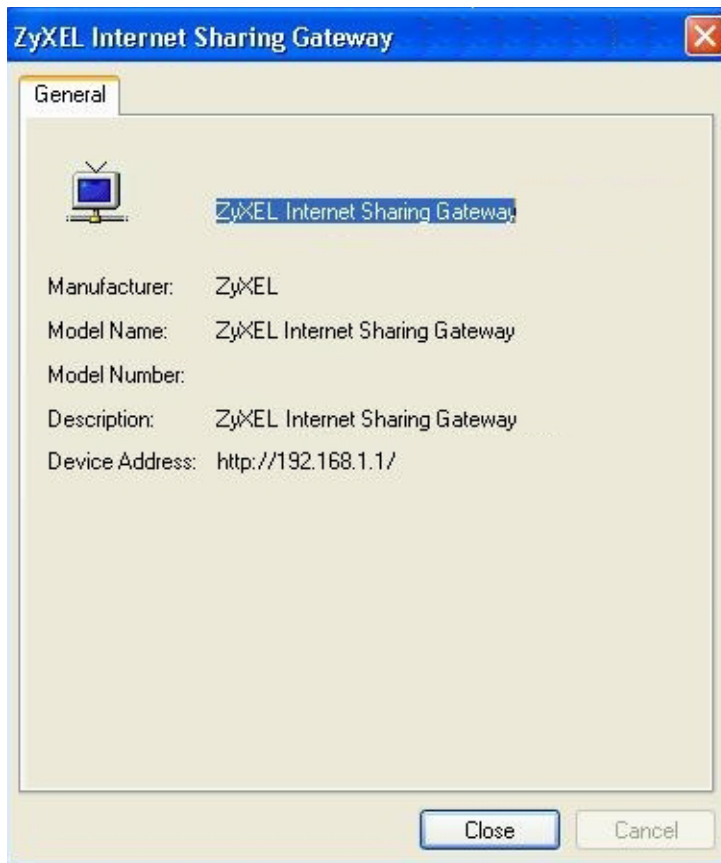 ZyXEL Internet Sharing Gateway
General
ZyXEL Internet Sharing Gateway
Manufacturer: ZyXEL
Model Name: ZyXEL Internet Sharing Gateway
Model Number:
Description: ZyXEL Internet Sharing Gateway
Device Address: http://192.168.1.1/
Close Cancel